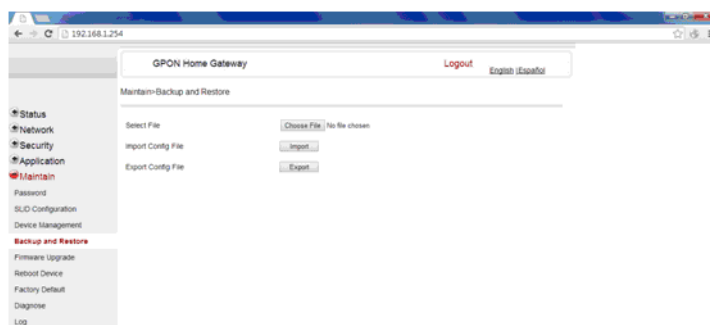 192.168.1.254
GPON Home Gateway
Logout
English |Español
Maintain>Backup and Restore
Status
Network
Security
Application
Maintain
Password
SLID Configuration
Device Management
Backup and Restore
Firmware Upgrade
Reboot Device
Factory Default
Diagnose
Log
Select File
Choose File No file chosen
Import Config File
Import
Export Config File
Export